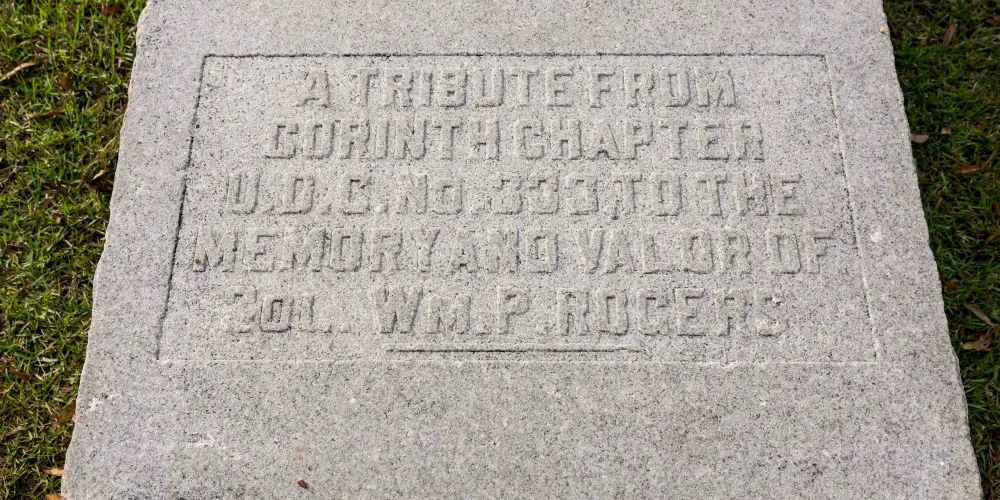 A TRIBUTE FROM
CORINTH CHAPTER
U.D.C. NO. 333, TO THE
MEMORY AND VALOR OF
COL. WM. P. ROGERS